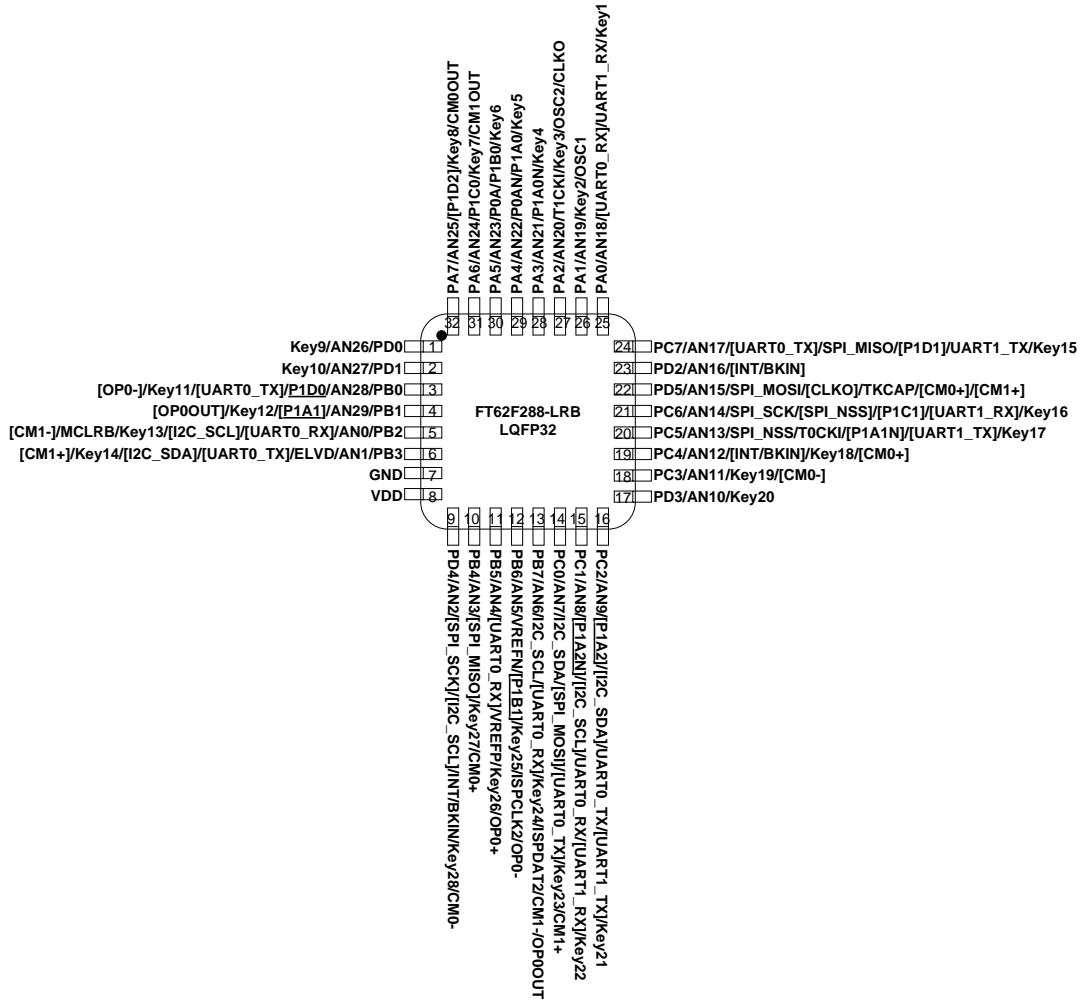 PA7/AN25/[P1D2]/Key8/CM0OUT
PA6/AN24/P1C0/Key7/CM1OUT
PA5/AN23/P0A/P1B0/Key6
PA4/AN22/P0AN/P1A0/Key5
PA3/AN21/P1A0N/Key4
PA2/AN20/T1CKI/Key3/OSC2/CLKO
PA1/AN19/Key2/OSC1
PA0/AN18/[UART0_RX]/UART1_RX/Key1
32 31 30 29 28 27 26 25
Key9/AN26/PD0 1
Key10/AN27/PD1 2
[OP0-]/Key11/[UART0_TX]/P1D0/AN28/PB0 3
[OP0OUT]/Key12/[P1A1]/AN29/PB1 4
[CM1-]/MCLRB/Key13/[I2C_SCL]/[UART0_RX]/AN0/PB2 5
[CM1+]/Key14/[I2C_SDA]/[UART0_TX]/ELVD/AN1/PB3 6
GND 7
VDD 8
FT62F288-LRB
LQFP32
24 PC7/AN17/[UART0_TX]/SPI_MISO/[P1D1]/UART1_TX/Key15
23 PD2/AN16/[INT/BKIN]
22 PD5/AN15/SPI_MOSI/[CLKO]/TKCAP/[CM0+]/[CM1+]
21 PC6/AN14/SPI_SCK/[SPI_NSS]/[P1C1]/[UART1_RX]/Key16
20 PC5/AN13/SPI_NSS/T0CKI/[P1A1N]/[UART1_TX]/Key17
19 PC4/AN12/[INT/BKIN]/Key18/[CM0+]
18 PC3/AN11/Key19/[CM0-]
17 PD3/AN10/Key20
9 10 11 12 13 14 15 16
PD4/AN2/[SPI_SCK]/[I2C_SCL]/INT/BKIN/Key28/CM0-
PB4/AN3/[SPI_MISO]/Key27/CM0+
PB5/AN4/[UART0_RX]/VREFP/Key26/OP0+
PB6/AN5/VREFN/[P1B1]/Key25/ISPCLK2/OP0-
PB7/AN6/I2C_SCL/[UART0_RX]/Key24/ISPDAT2/CM1-/OP0OUT
PC0/AN7/I2C_SDA/[SPI_MOSI]/[UART0_TX]/Key23/CM1+
PC1/AN8/[P1A2N]/[I2C_SCL]/UART0_RX/[UART1_RX]/Key22
PC2/AN9/[P1A2]/[I2C_SDA]/UART0_TX/[UART1_TX]/Key21